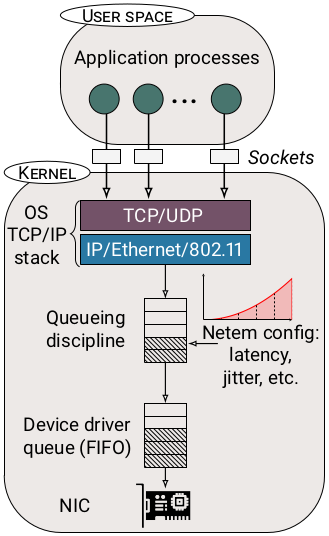 USER SPACE
Application processes
...
Sockets
KERNEL
OS
TCP/IP
stack
TCP/UDP
IP/Ethernet/802.11
Queueing
discipline
Netem config:
latency,
jitter, etc.
Device driver
queue (FIFO)
NIC